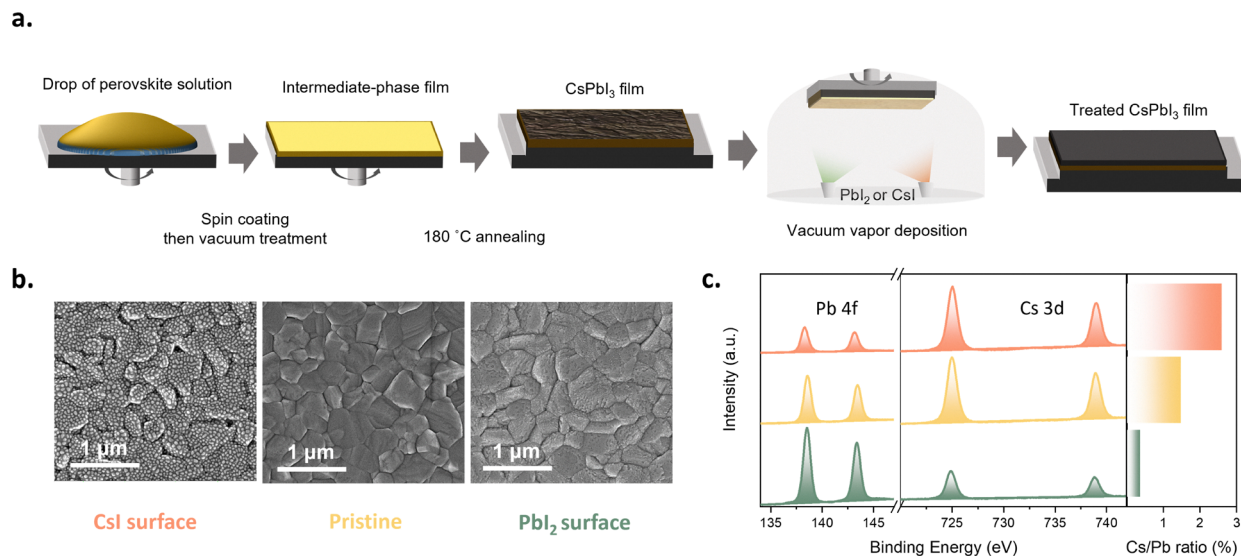 a.
Drop of perovskite solution
Intermediate-phase film
CsPbI₃ film
Treated CsPbI₃ film
PbI₂ or CsI
Spin coating
then vacuum treatment
180 °C annealing
Vacuum vapor deposition
b.
1 μm
1 μm
1 μm
CsI surface
Pristine
PbI₂ surface
c.
Pb 4f
Cs 3d
Intensity (a.u.)
135 140 145 725 730 735 740 1 2 3
Binding Energy (eV)
Cs/Pb ratio (%)